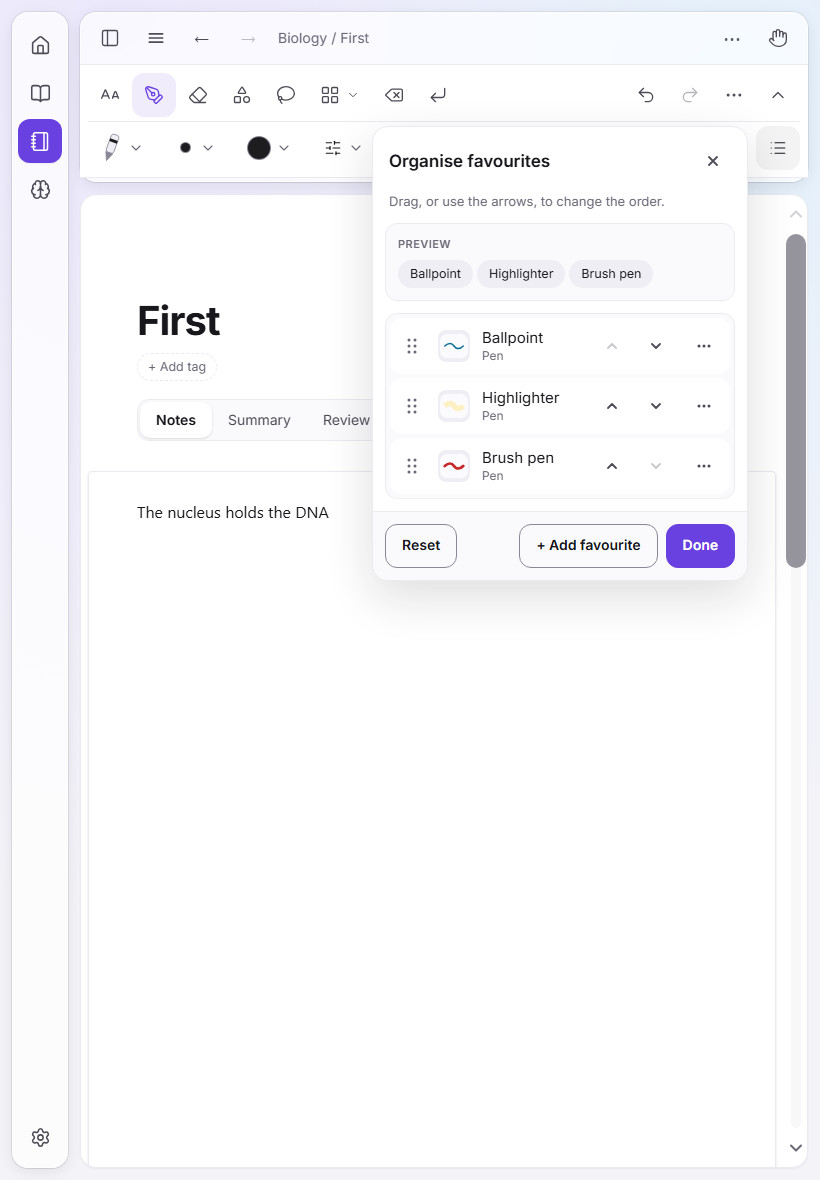 Biology / First
AA
Organise favourites
Drag, or use the arrows, to change the order.
PREVIEW
Ballpoint Highlighter Brush pen
First
+ Add tag
Notes Summary Review
Ballpoint
Pen
Highlighter
Pen
Brush pen
Pen
The nucleus holds the DNA
Reset + Add favourite Done